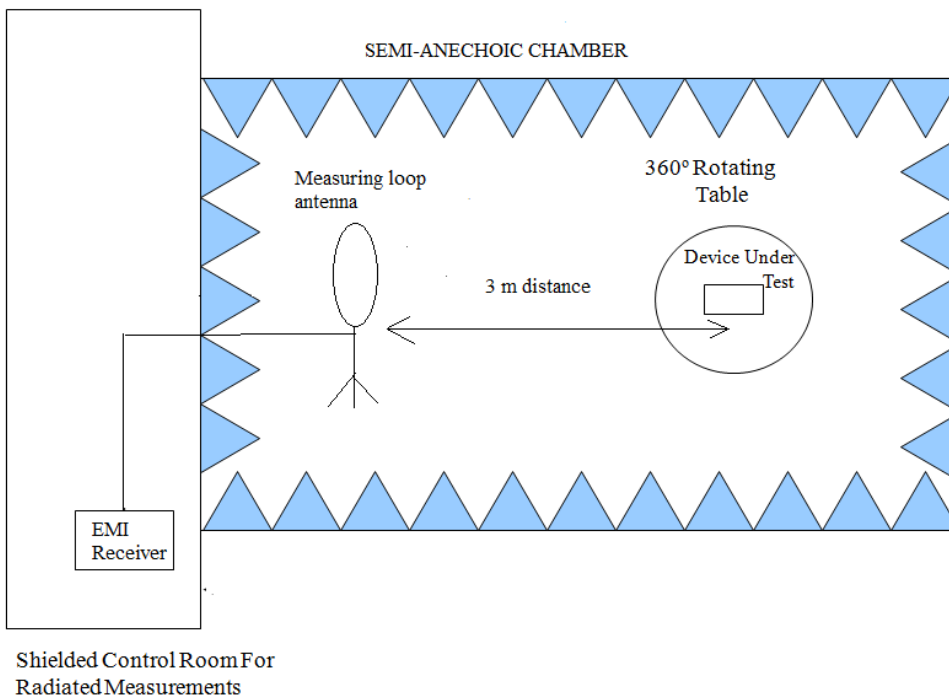 SEMI-ANECHOIC CHAMBER
Measuring loop
antenna
360º Rotating
Table
Device Under
Test
3 m distance
EMI
Receiver
Shielded Control Room For
Radiated Measurements